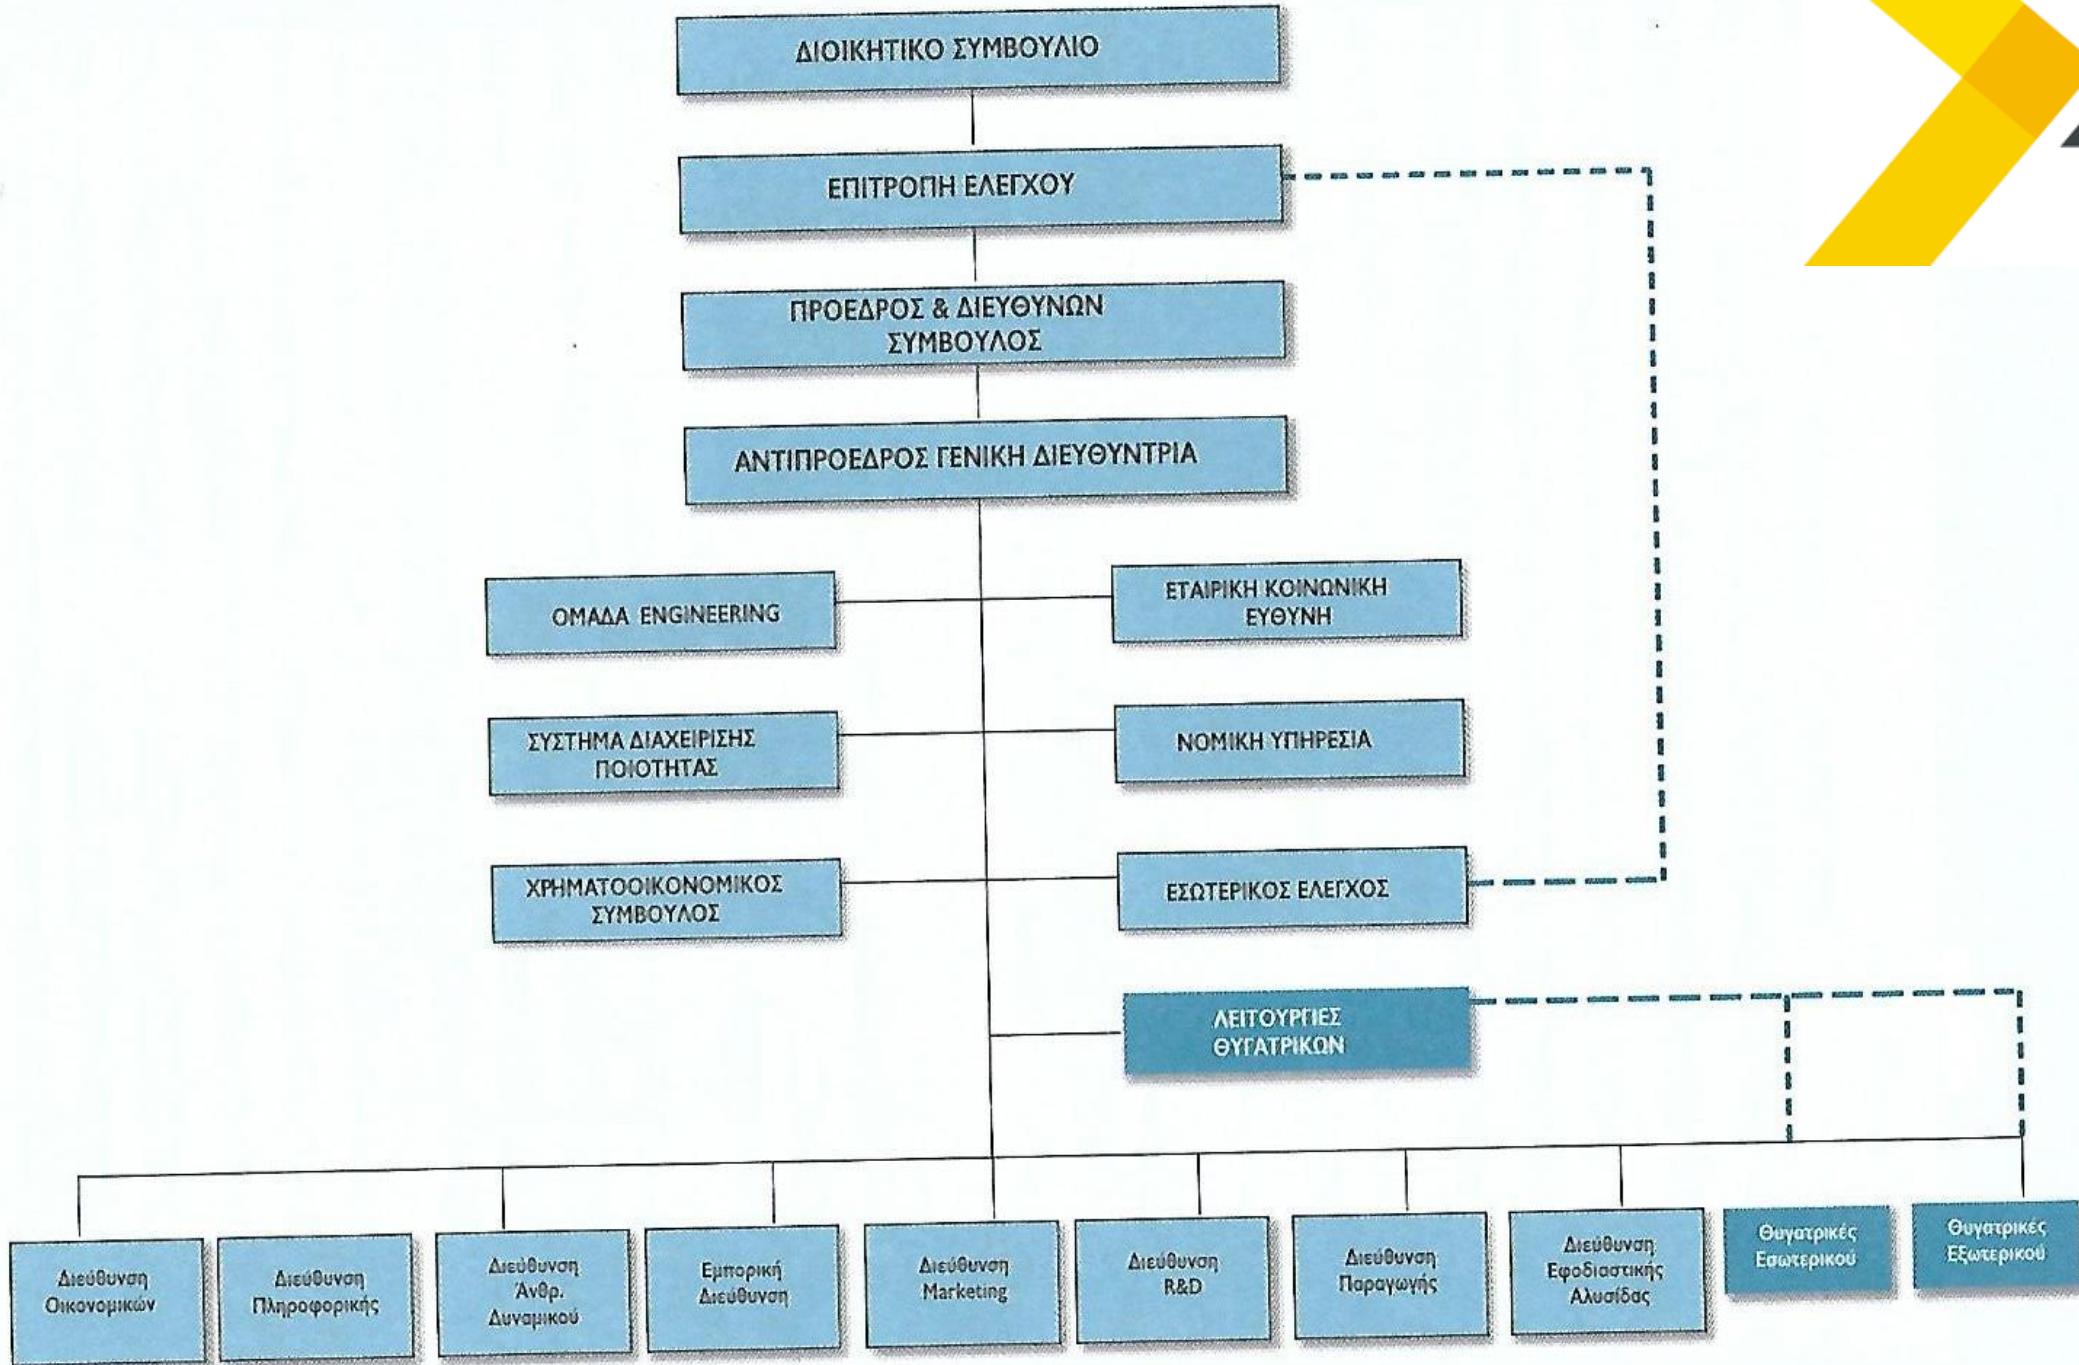 ΔΙΟΙΚΗΤΙΚΟ ΣΥΜΒΟΥΛΙΟ
ΕΠΙΤΡΟΠΗ ΕΛΕΓΧΟΥ
ΠΡΟΕΔΡΟΣ & ΔΙΕΥΘΥΝΩΝ
ΣΥΜΒΟΥΛΟΣ
ΑΝΤΙΠΡΟΕΔΡΟΣ ΓΕΝΙΚΗ ΔΙΕΥΘΥΝΤΡΙΑ
ΟΜΑΔΑ ENGINEERING
ΕΤΑΙΡΙΚΗ ΚΟΙΝΩΝΙΚΗ
ΕΥΘΥΝΗ
ΣΥΣΤΗΜΑ ΔΙΑΧΕΙΡΙΣΗΣ
ΠΟΙΟΤΗΤΑΣ
ΝΟΜΙΚΗ ΥΠΗΡΕΣΙΑ
ΧΡΗΜΑΤΟΟΙΚΟΝΟΜΙΚΟΣ
ΣΥΜΒΟΥΛΟΣ
ΕΣΩΤΕΡΙΚΟΣ ΕΛΕΓΧΟΣ
ΛΕΙΤΟΥΡΓΙΕΣ
ΘΥΓΑΤΡΙΚΩΝ
Διεύθυνση
Οικονομικών
Διεύθυνση
Πληροφορικής
Διεύθυνση
Άνθρ.
Δυναμικού
Εμπορική
Διεύθυνση
Διεύθυνση
Marketing
Διεύθυνση
R&D
Διεύθυνση
Παραγωγής
Διεύθυνση
Εφοδιαστικής
Αλυσίδας
Θυγατρικές
Εσωτερικού
Θυγατρικές
Εξωτερικού